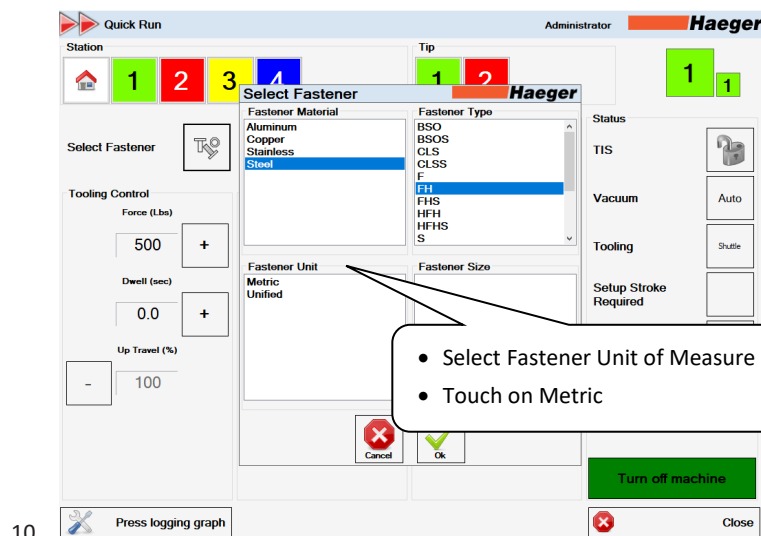 Quick Run
Administrator
Haeger
Station
1
2
3
4
Tip
1
2
1
1
Select Fastener
Haeger
Fastener Material
Aluminum
Copper
Stainless
Steel
Fastener Type
BSO
BSOS
CLS
CLSS
F
FH
FHS
HFH
HFHS
S
Select Fastener
Tooling Control
Force (Lbs)
500
+
Dwell (sec)
0.0
+
Up Travel (%)
-
100
Fastener Unit
Metric
Unified
Fastener Size
Status
TIS
Vacuum
Auto
Tooling
Shuttle
Setup Stroke
Required
• Select Fastener Unit of Measure
• Touch on Metric
Cancel
Ok
Turn off machine
10
Press logging graph
Close